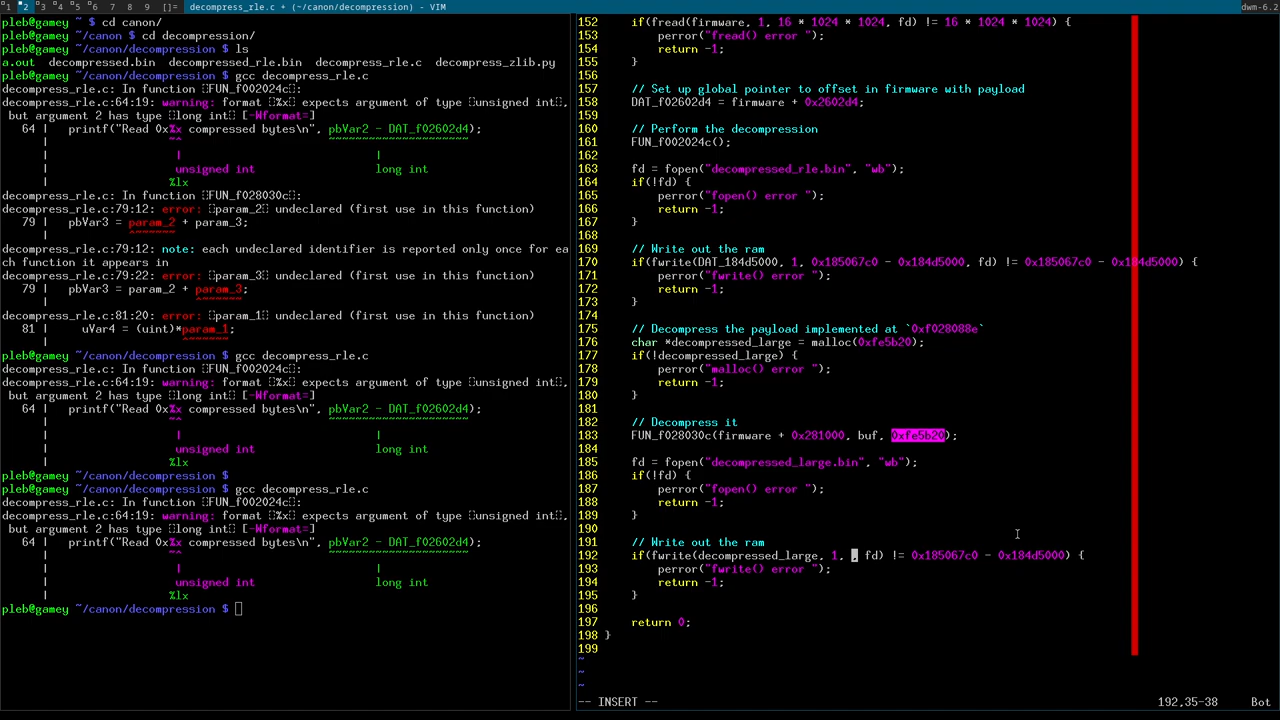 1 2 3 4 5 6 7 8 9 []= decompress_rle.c + (~/canon/decompression) - VIM dwm-6.2
pleb@gamey ~ $ cd canon/
pleb@gamey ~/canon $ cd decompression/
pleb@gamey ~/canon/decompression $ ls
a.out decompressed.bin decompressed_rle.bin decompress_rle.c decompress_zlib.py
pleb@gamey ~/canon/decompression $ gcc decompress_rle.c
decompress_rle.c: In function FUN_f002024c:
decompress_rle.c:64:19: warning: format %x expects argument of type unsigned int,
 but argument 2 has type long int [-Wformat=]
64 | printf("Read 0x%x compressed bytes\n", pbVar2 - DAT_f02602d4);
| ~^ ~~~~~~~~~~~~~~~~~~~~~
| | |
| unsigned int long int
| %lx
decompress_rle.c: In function FUN_f028030c:
decompress_rle.c:79:12: error: param_2 undeclared (first use in this function)
79 | pbVar3 = param_2 + param_3;
| ^~~~~~~
decompress_rle.c:79:12: note: each undeclared identifier is reported only once for ea
ch function it appears in
decompress_rle.c:79:22: error: param_3 undeclared (first use in this function)
79 | pbVar3 = param_2 + param_3;
| ^~~~~~~
decompress_rle.c:81:20: error: param_1 undeclared (first use in this function)
81 | uVar4 = (uint)*param_1;
| ^~~~~~~
pleb@gamey ~/canon/decompression $ gcc decompress_rle.c
decompress_rle.c: In function FUN_f002024c:
decompress_rle.c:64:19: warning: format %x expects argument of type unsigned int,
 but argument 2 has type long int [-Wformat=]
64 | printf("Read 0x%x compressed bytes\n", pbVar2 - DAT_f02602d4);
| ~^ ~~~~~~~~~~~~~~~~~~~~~
| | |
| unsigned int long int
| %lx
pleb@gamey ~/canon/decompression $
pleb@gamey ~/canon/decompression $ gcc decompress_rle.c
decompress_rle.c: In function FUN_f002024c:
decompress_rle.c:64:19: warning: format %x expects argument of type unsigned int,
 but argument 2 has type long int [-Wformat=]
64 | printf("Read 0x%x compressed bytes\n", pbVar2 - DAT_f02602d4);
| ~^ ~~~~~~~~~~~~~~~~~~~~~
| | |
| unsigned int long int
| %lx
pleb@gamey ~/canon/decompression $
152 if(fread(firmware, 1, 16 * 1024 * 1024, fd) != 16 * 1024 * 1024) {
153 perror("fread() error ");
154 return -1;
155 }
156
157 // Set up global pointer to offset in firmware with payload
158 DAT_f02602d4 = firmware + 0x2602d4;
159
160 // Perform the decompression
161 FUN_f002024c();
162
163 fd = fopen("decompressed_rle.bin", "wb");
164 if(!fd) {
165 perror("fopen() error ");
166 return -1;
167 }
168
169 // Write out the ram
170 if(fwrite(DAT_184d5000, 1, 0x185067c0 - 0x184d5000, fd) != 0x185067c0 - 0x184d5000) {
171 perror("fwrite() error ");
172 return -1;
173 }
174
175 // Decompress the payload implemented at `0xf028088e`
176 char *decompressed_large = malloc(0xfe5b20);
177 if(!decompressed_large) {
178 perror("malloc() error ");
179 return -1;
180 }
181
182 // Decompress it
183 FUN_f028030c(firmware + 0x281000, buf, 0xfe5b20);
184
185 fd = fopen("decompressed_large.bin", "wb");
186 if(!fd) {
187 perror("fopen() error ");
188 return -1;
189 }
190
191 // Write out the ram
192 if(fwrite(decompressed_large, 1, , fd) != 0x185067c0 - 0x184d5000) {
193 perror("fwrite() error ");
194 return -1;
195 }
196
197 return 0;
198 }
199
~
~
~
-- INSERT -- 192,35-38 Bot